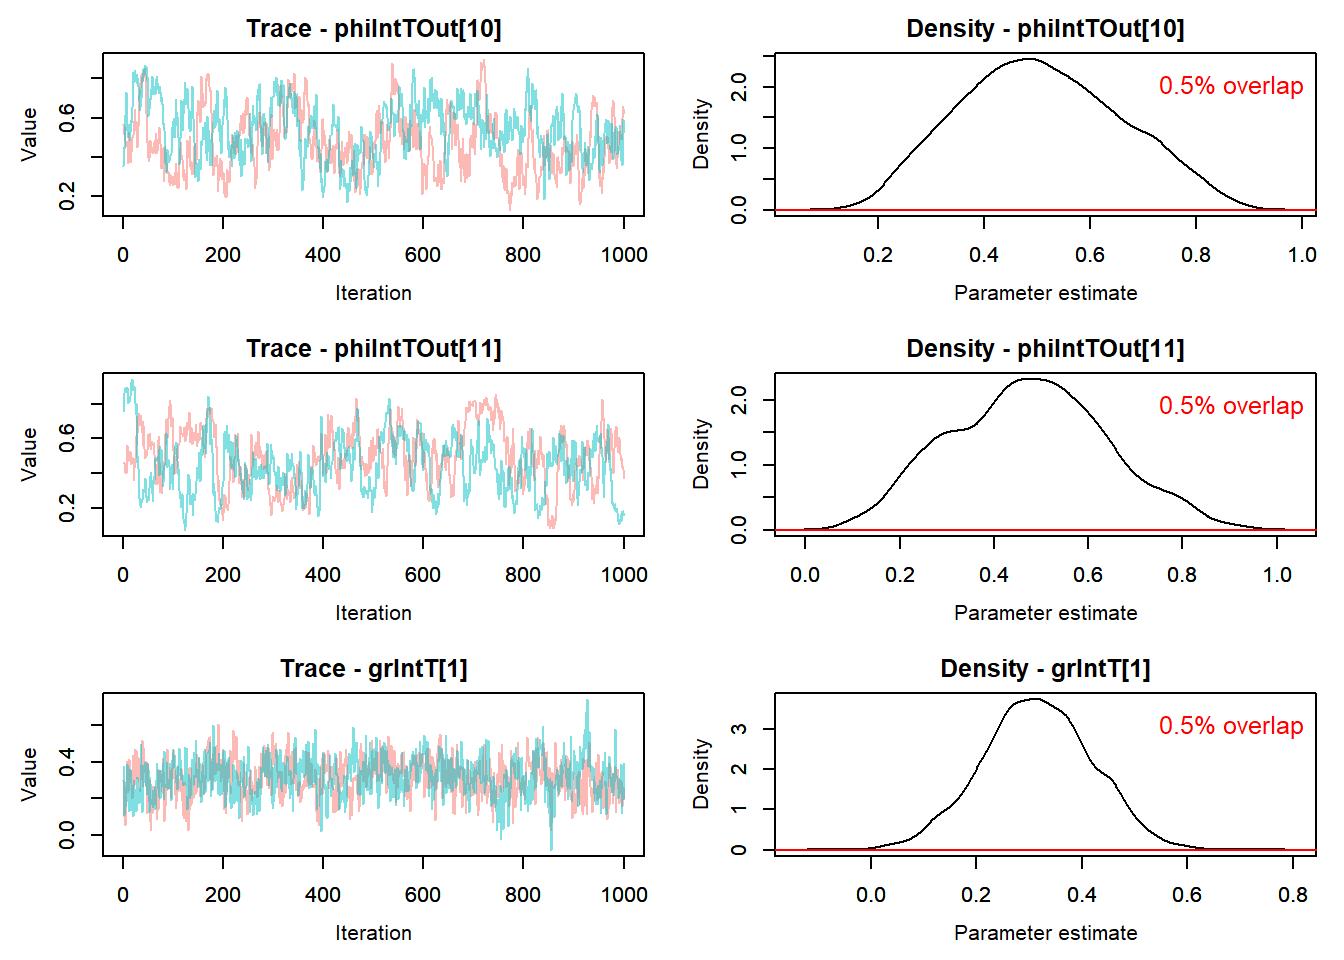 Trace - phiIntTOut[10]
Value
0.2 0.6
0 200 400 600 800 1000
Iteration
Density - phiIntTOut[10]
Density
0.0 1.0 2.0
0.5% overlap
0.2 0.4 0.6 0.8 1.0
Parameter estimate
Trace - phiIntTOut[11]
Value
0.2 0.6
0 200 400 600 800 1000
Iteration
Density - phiIntTOut[11]
Density
0.0 1.0 2.0
0.5% overlap
0.0 0.2 0.4 0.6 0.8 1.0
Parameter estimate
Trace - grIntT[1]
Value
0.0 0.4
0 200 400 600 800 1000
Iteration
Density - grIntT[1]
Density
0 1 2 3
0.5% overlap
0.0 0.2 0.4 0.6 0.8
Parameter estimate